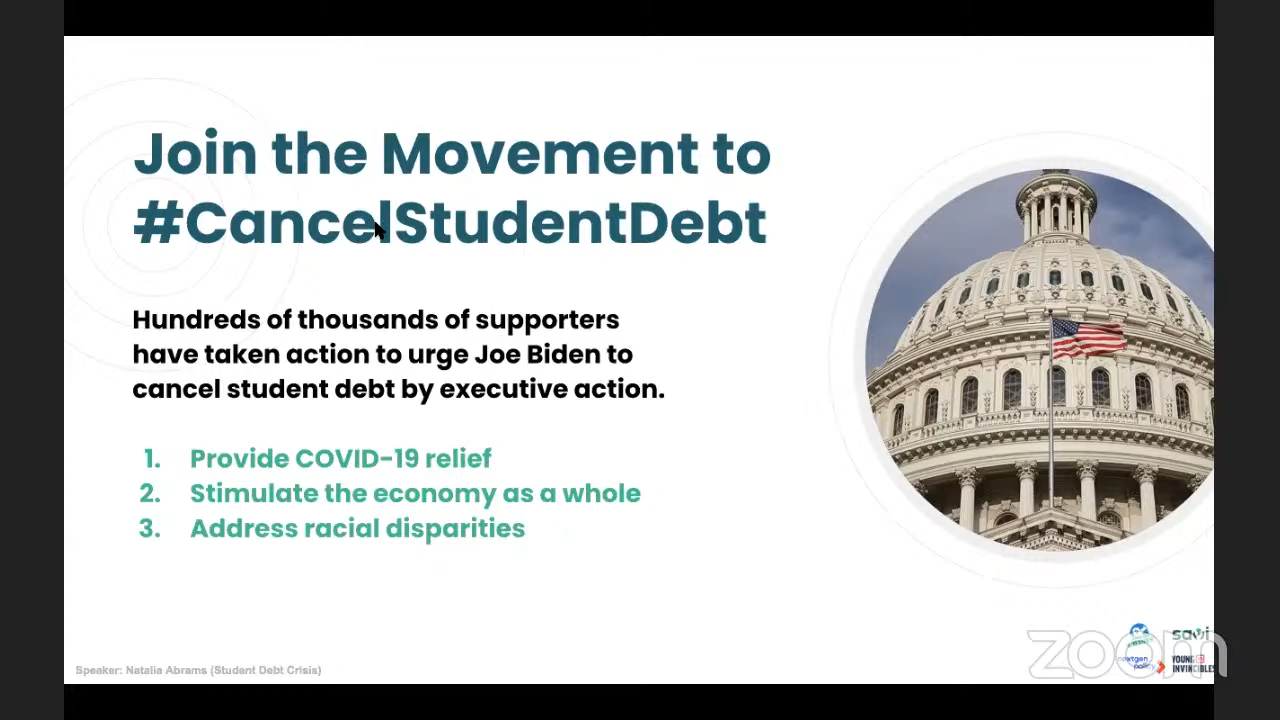 Join the Movement to
#CancelStudentDebt
Hundreds of thousands of supporters
have taken action to urge Joe Biden to
cancel student debt by executive action.
1. Provide COVID-19 relief
2. Stimulate the economy as a whole
3. Address racial disparities
savi
zoom
nextgen
policy
YOUNG
INVINCIBLES
Speaker: Natalia Abrams (Student Debt Crisis)